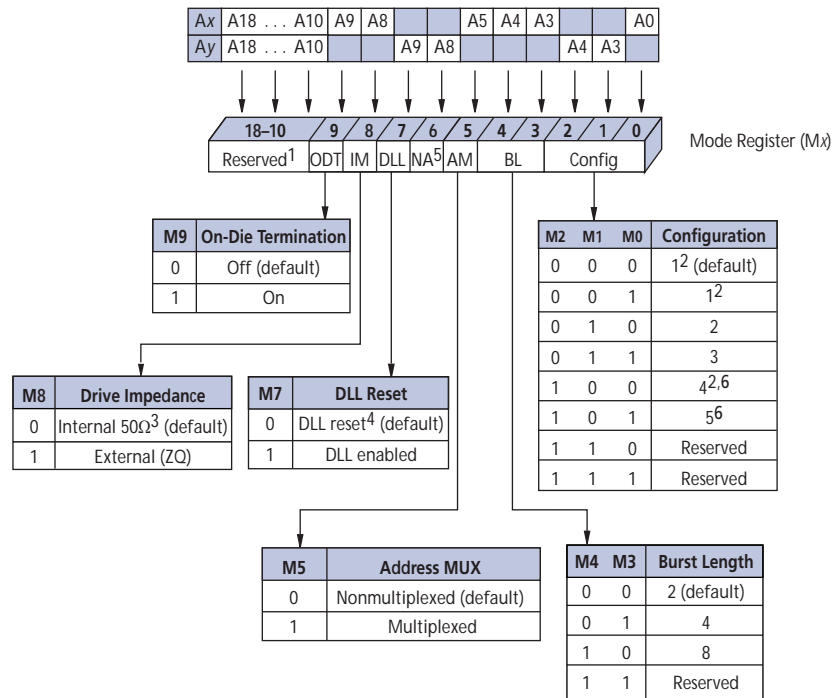 Ax A18 . . . A10 A9 A8 A5 A4 A3 A0
Ay A18 . . . A10 A9 A8 A4 A3
18–10 9 8 7 6 5 4 3 2 1 0
Reserved1 ODT IM DLL NA5 AM BL Config
Mode Register (Mx)
M9 On-Die Termination
0 Off (default)
1 On
M2 M1 M0 Configuration
0 0 0 12 (default)
0 0 1 12
0 1 0 2
0 1 1 3
1 0 0 42,6
1 0 1 56
1 1 0 Reserved
1 1 1 Reserved
M8 Drive Impedance
0 Internal 50Ω3 (default)
1 External (ZQ)
M7 DLL Reset
0 DLL reset4 (default)
1 DLL enabled
M5 Address MUX
0 Nonmultiplexed (default)
1 Multiplexed
M4 M3 Burst Length
0 0 2 (default)
0 1 4
1 0 8
1 1 Reserved